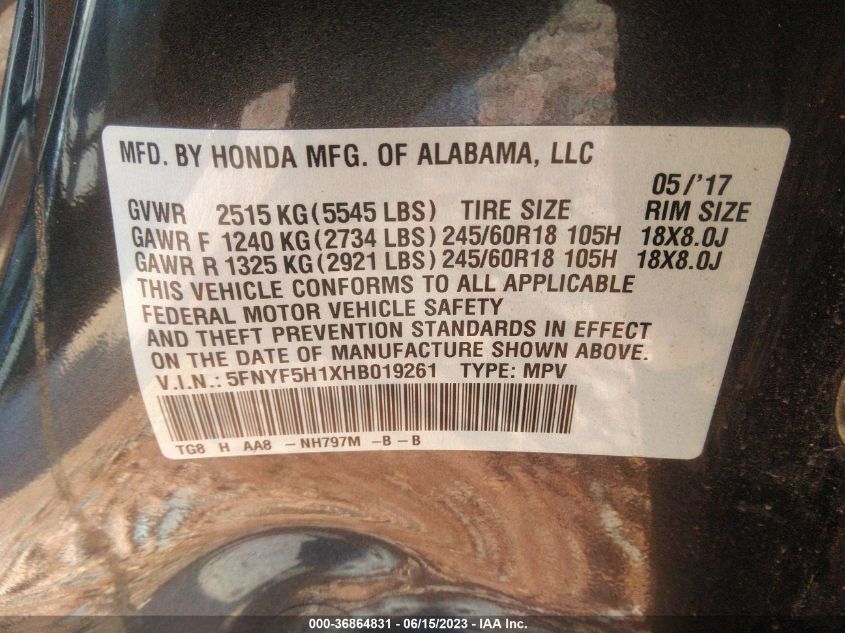 MFD. BY HONDA MFG. OF ALABAMA, LLC
05/'17
GVWR 2515 KG (5545 LBS) TIRE SIZE RIM SIZE
GAWR F 1240 KG (2734 LBS) 245/60R18 105H 18X8.0J
GAWR R 1325 KG (2921 LBS) 245/60R18 105H 18X8.0J
THIS VEHICLE CONFORMS TO ALL APPLICABLE
FEDERAL MOTOR VEHICLE SAFETY
AND THEFT PREVENTION STANDARDS IN EFFECT
ON THE DATE OF MANUFACTURE SHOWN ABOVE.
V.I.N.: 5FNYF5H1XHB019261 TYPE: MPV
TG8 H AA8 -NH797M -B -B
000-36864831 - 06/15/2023 - IAA Inc.